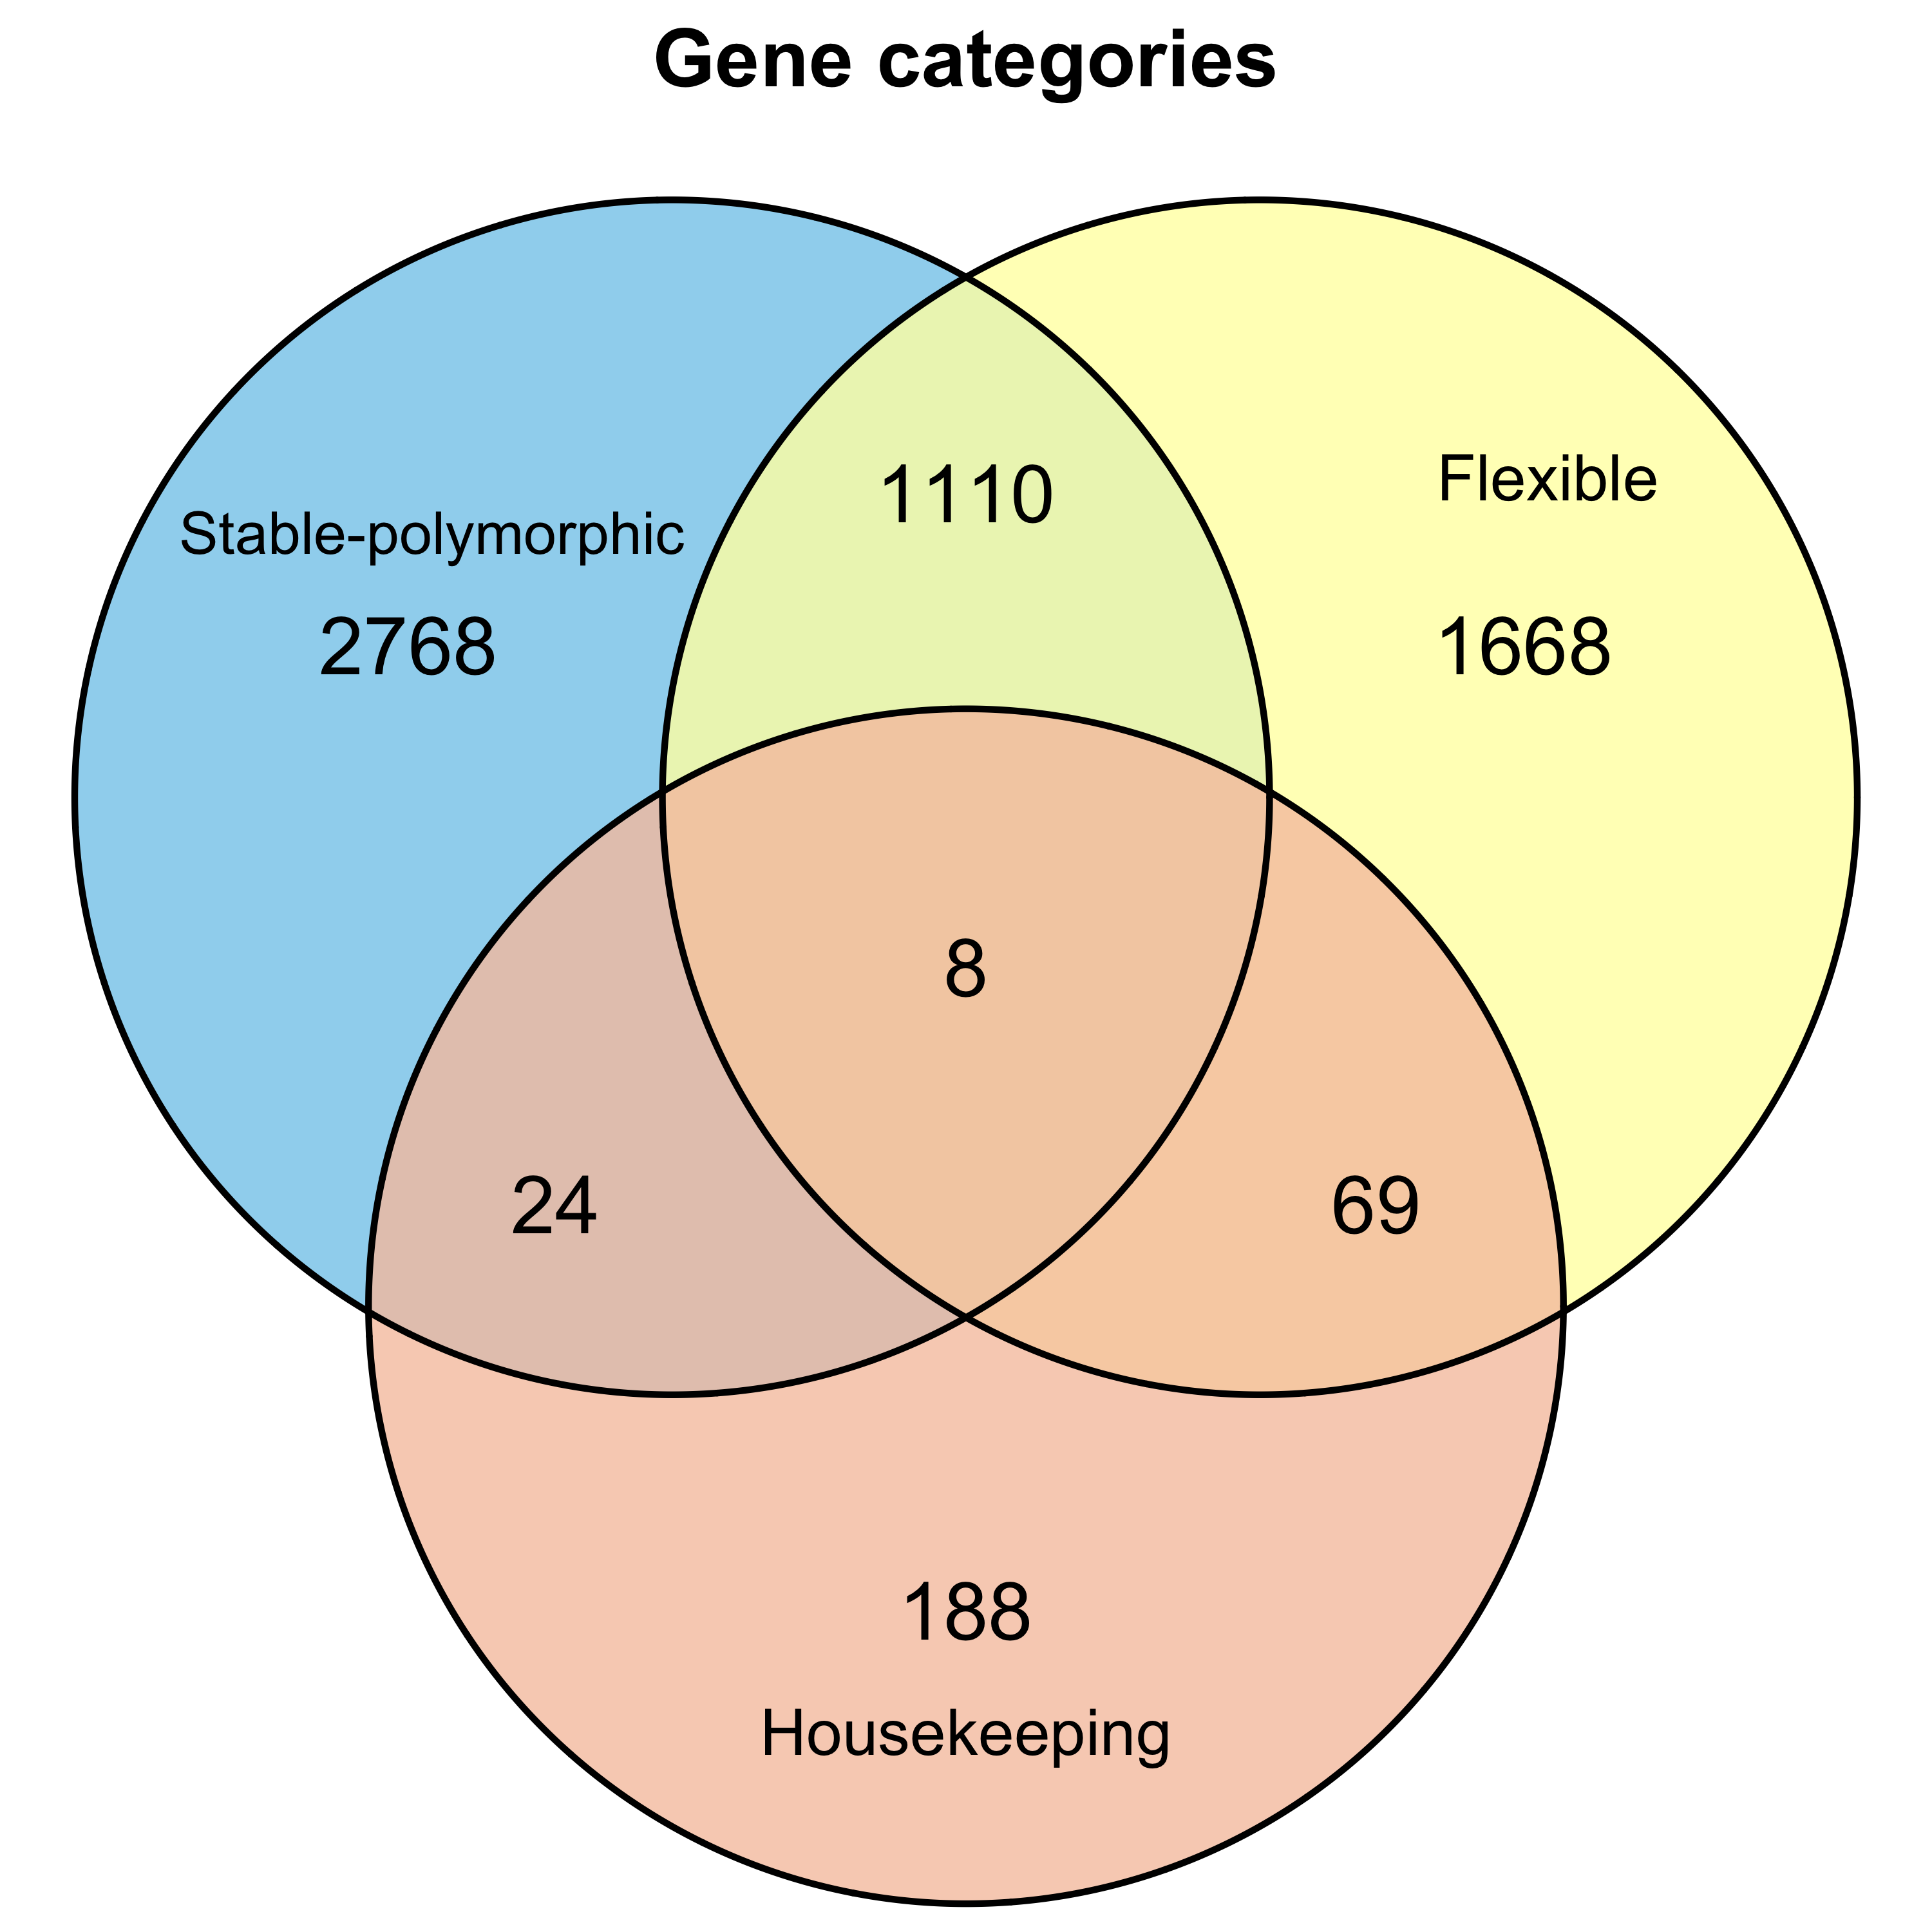 Gene categories
1110
Flexible
Stable-polymorphic
2768
1668
8
24
69
188
Housekeeping